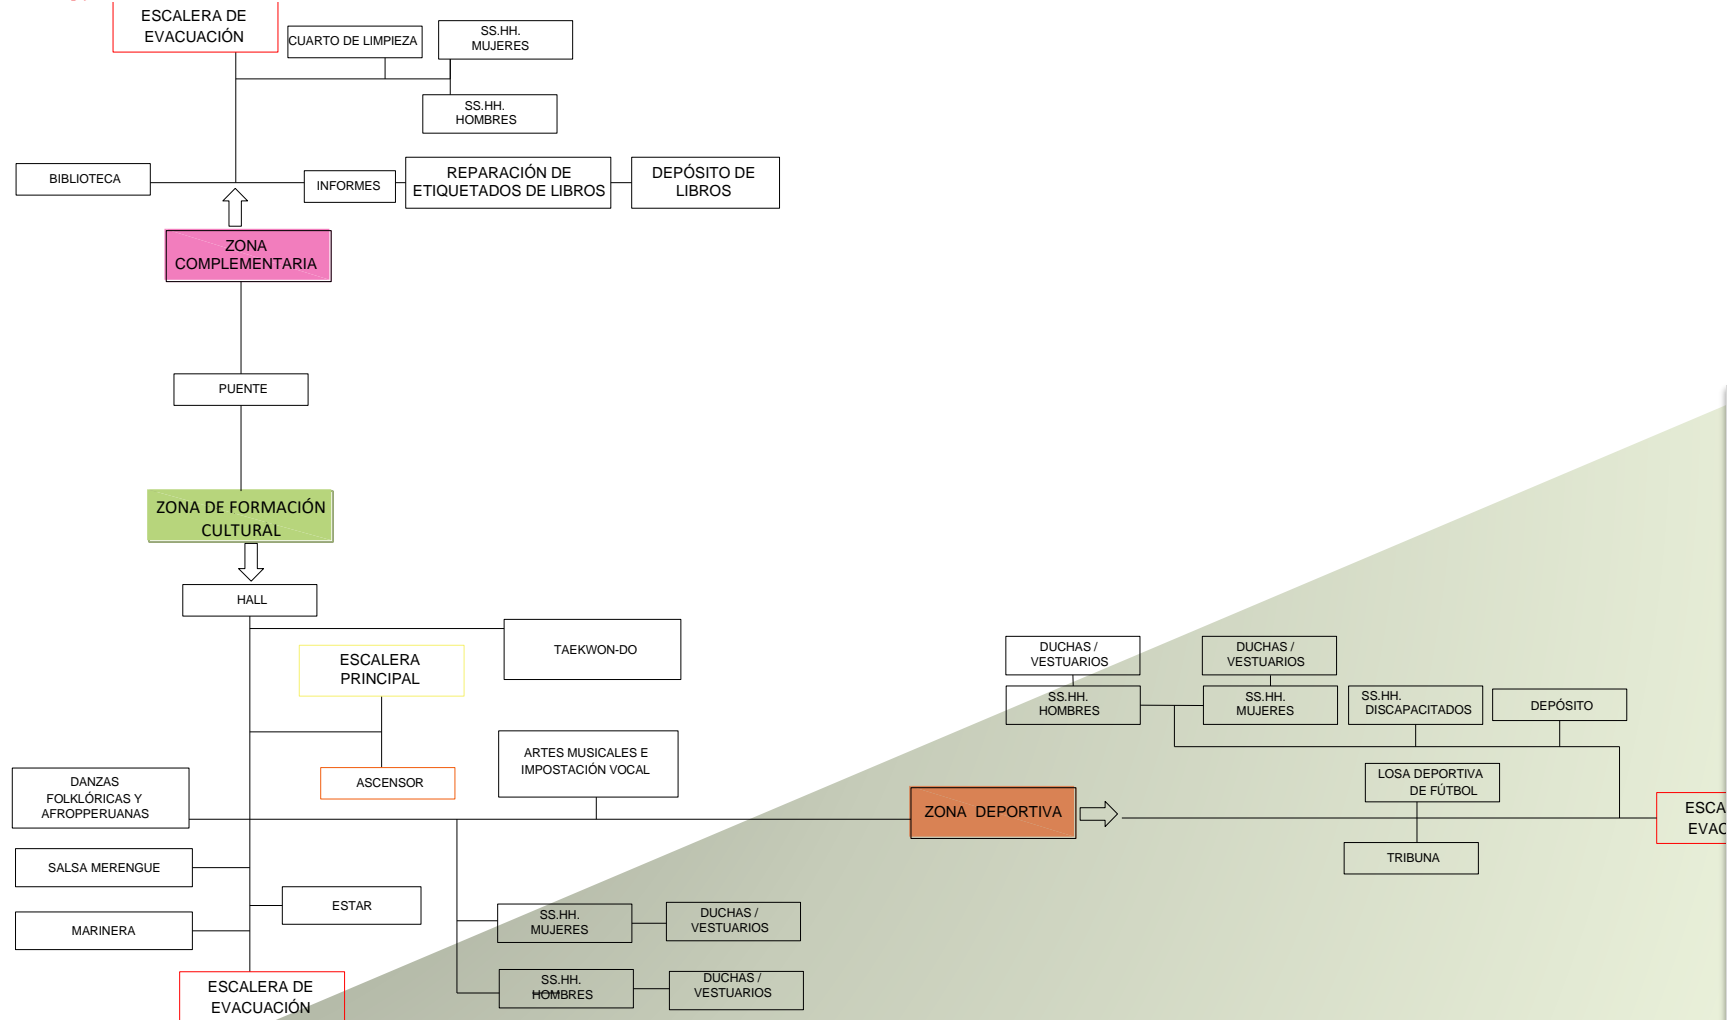 ESCALERA DE
EVACUACIÓN
CUARTO DE LIMPIEZA
SS.HH.
MUJERES
SS.HH.
HOMBRES
BIBLIOTECA
INFORMES
REPARACIÓN DE
ETIQUETADOS DE LIBROS
DEPÓSITO DE
LIBROS
ZONA
COMPLEMENTARIA
PUENTE
ZONA DE FORMACIÓN
CULTURAL
HALL
TAEKWON-DO
ESCALERA
PRINCIPAL
ASCENSOR
ARTES MUSICALES E
IMPOSTACIÓN VOCAL
DANZAS
FOLKLÓRICAS Y
AFROPPERUANAS
SALSA MERENGUE
ESTAR
MARINERA
ESCALERA DE
EVACUACIÓN
SS.HH.
MUJERES
DUCHAS /
VESTUARIOS
SS.HH.
HOMBRES
DUCHAS /
VESTUARIOS
ZONA DEPORTIVA
DUCHAS /
VESTUARIOS
DUCHAS /
VESTUARIOS
SS.HH.
HOMBRES
SS.HH.
MUJERES
SS.HH.
DISCAPACITADOS
DEPÓSITO
LOSA DEPORTIVA
DE FÚTBOL
TRIBUNA
ESCA
EVAC